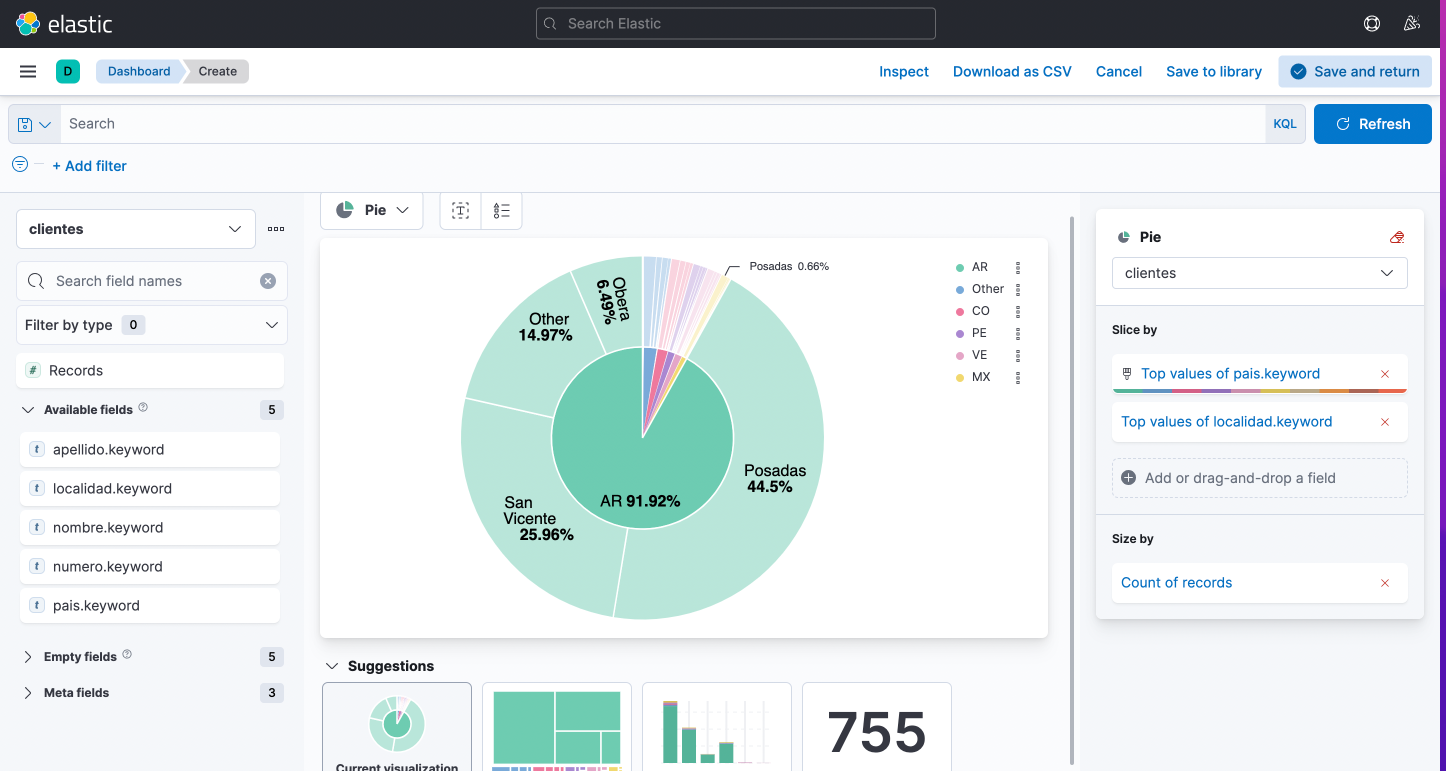 elastic
Search Elastic
D
Dashboard
Create
Inspect
Download as CSV
Cancel
Save to library
Save and return
Search
KQL
Refresh
+ Add filter
clientes
Search field names
Filter by type 0
# Records
Available fields
5
t apellido.keyword
t localidad.keyword
t nombre.keyword
t numero.keyword
t pais.keyword
Empty fields
5
Meta fields
3
Pie
Posadas 0.66%
Obera
6.49%
Other
14.97%
San
Vicente
25.96%
AR 91.92%
Posadas
44.5%
AR
Other
CO
PE
VE
MX
Suggestions
Current visualization
755
Pie
clientes
Slice by
Top values of pais.keyword
Top values of localidad.keyword
Add or drag-and-drop a field
Size by
Count of records